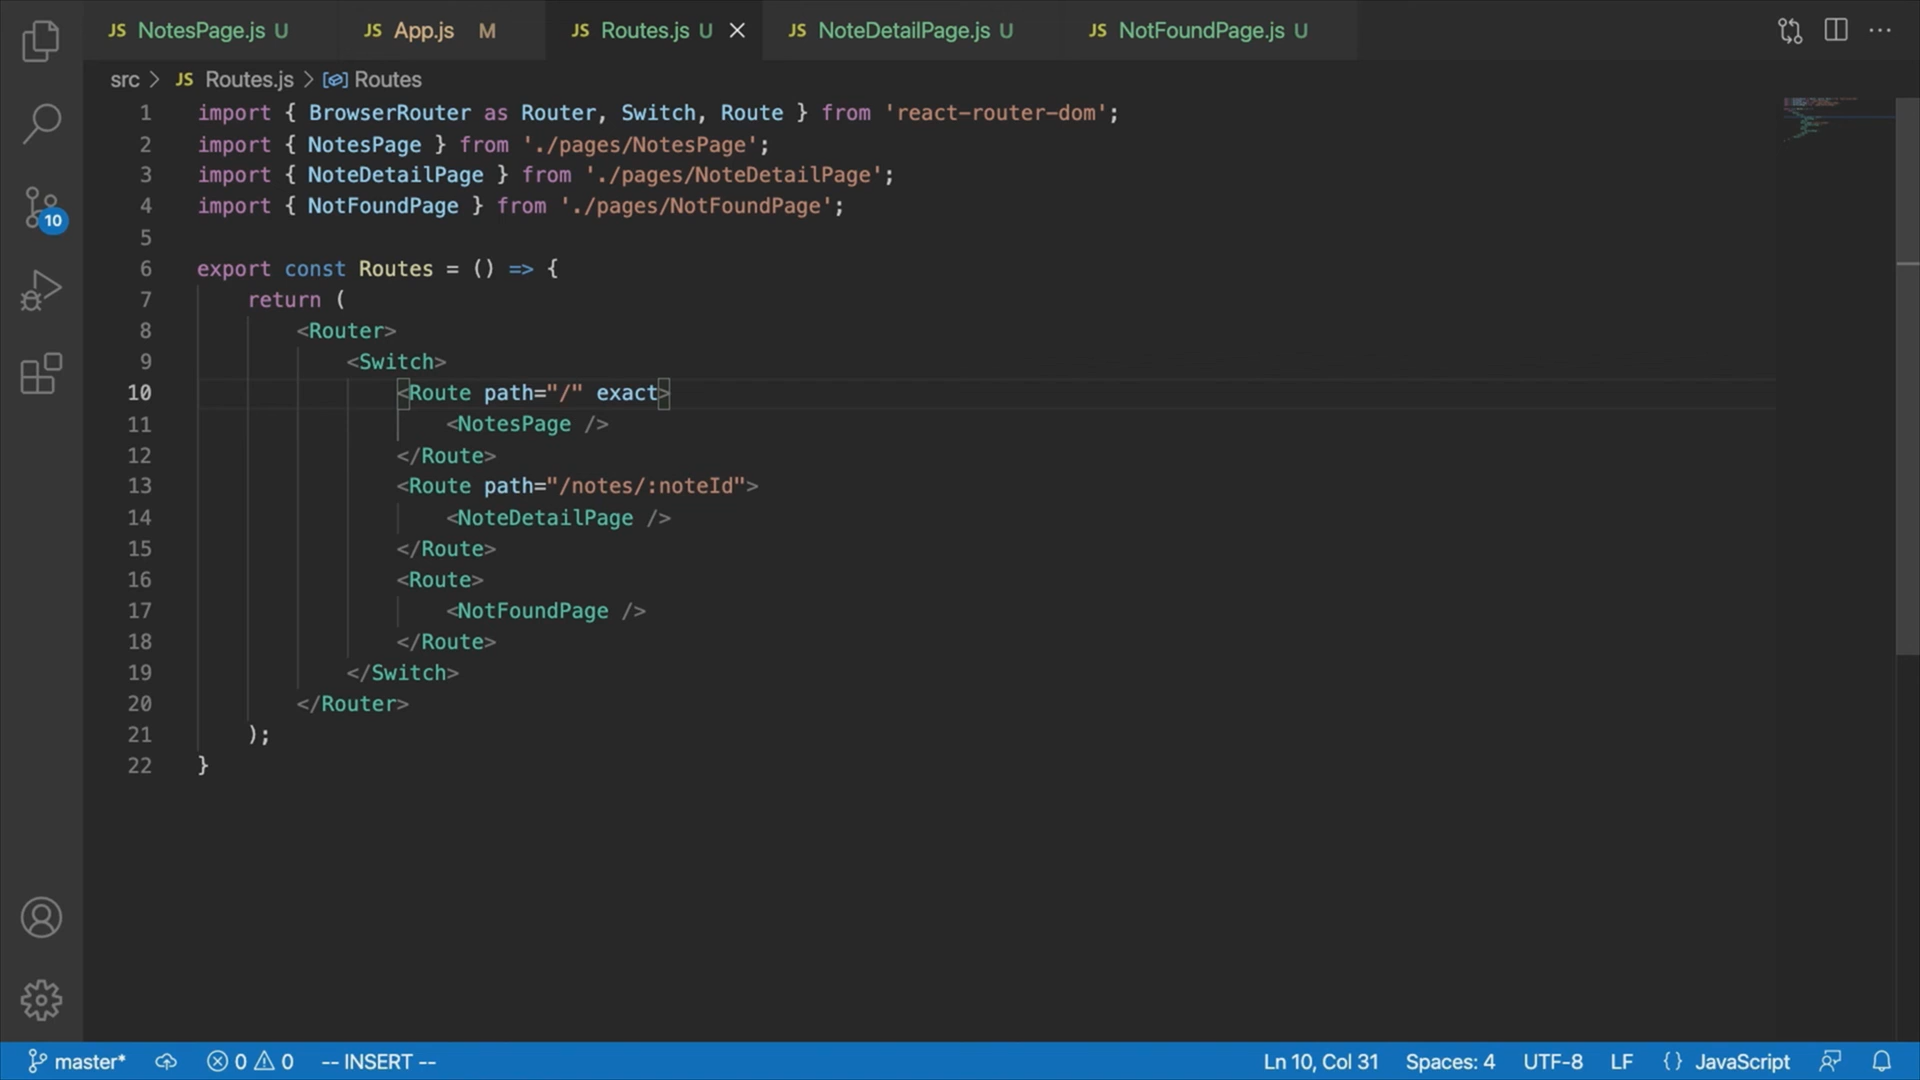 JS NotesPage.js U JS App.js M JS Routes.js U JS NoteDetailPage.js U JS NotFoundPage.js U
src > JS Routes.js > Routes
1 import { BrowserRouter as Router, Switch, Route } from 'react-router-dom';
2 import { NotesPage } from './pages/NotesPage';
3 import { NoteDetailPage } from './pages/NoteDetailPage';
4 import { NotFoundPage } from './pages/NotFoundPage';
5
6 export const Routes = () => {
7 return (
8 <Router>
9 <Switch>
10 <Route path="/" exact>
11 <NotesPage />
12 </Route>
13 <Route path="/notes/:noteId">
14 <NoteDetailPage />
15 </Route>
16 <Route>
17 <NotFoundPage />
18 </Route>
19 </Switch>
20 </Router>
21 );
22 }
10
master* 0 0 -- INSERT -- Ln 10, Col 31 Spaces: 4 UTF-8 LF {} JavaScript